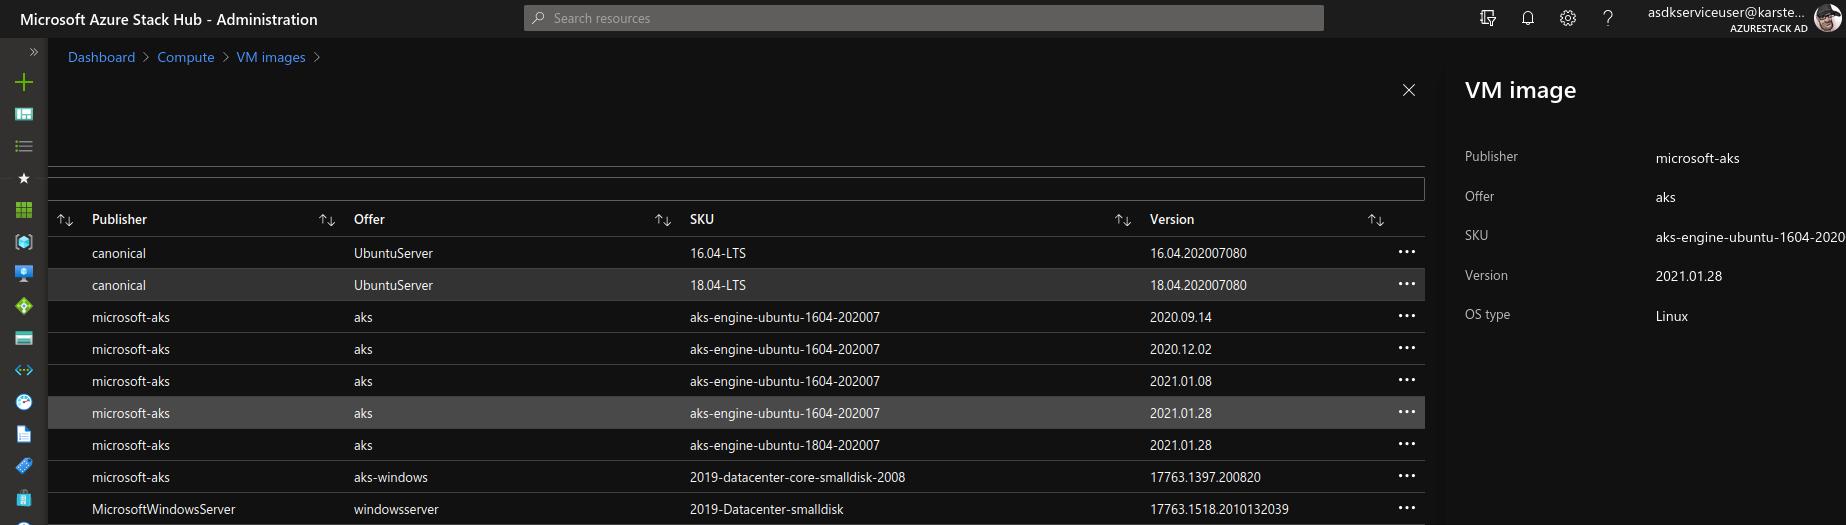 Microsoft Azure Stack Hub - Administration
Search resources
asdkserviceuser@karste...
AZURESTACK AD
Dashboard > Compute > VM images >
VM image
Publisher microsoft-aks
Offer aks
SKU aks-engine-ubuntu-1604-2020
Version 2021.01.28
OS type Linux
Publisher Offer SKU Version
canonical UbuntuServer 16.04-LTS 16.04.202007080
canonical UbuntuServer 18.04-LTS 18.04.202007080
microsoft-aks aks aks-engine-ubuntu-1604-202007 2020.09.14
microsoft-aks aks aks-engine-ubuntu-1604-202007 2020.12.02
microsoft-aks aks aks-engine-ubuntu-1604-202007 2021.01.08
microsoft-aks aks aks-engine-ubuntu-1604-202007 2021.01.28
microsoft-aks aks aks-engine-ubuntu-1804-202007 2021.01.28
microsoft-aks aks-windows 2019-datacenter-core-smalldisk-2008 17763.1397.200820
MicrosoftWindowsServer windowsserver 2019-Datacenter-smalldisk 17763.1518.2010132039